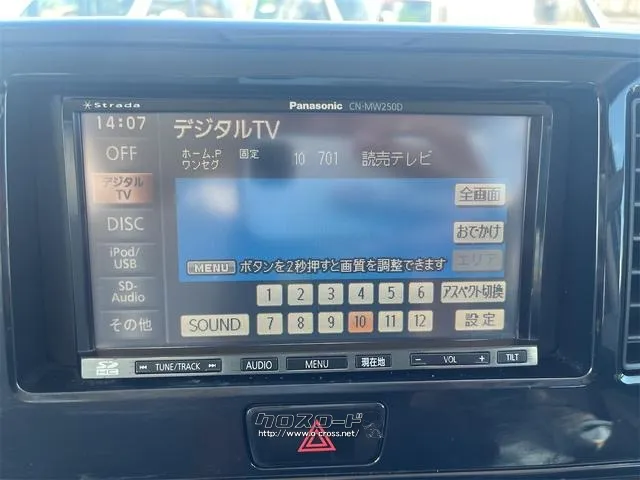 Strada
Panasonic CN-MW250D
14:07
デジタルTV
OFF
ホーム.P 固定
ワンセグ
10 701 読売テレビ
デジタル
TV
全画面
DISC
おでかけ
iPod/
USB
MENU ボタンを2秒押すと画質を調整できます
エリア
SD-
Audio
1 2 3 4 5 6 アスペクト切換
その他
SOUND 7 8 9 10 11 12 設定
SD
HC
TUNE/TRACK AUDIO MENU 現在地 - VOL + TILT
クロスロード
http://www.o-cross.net/